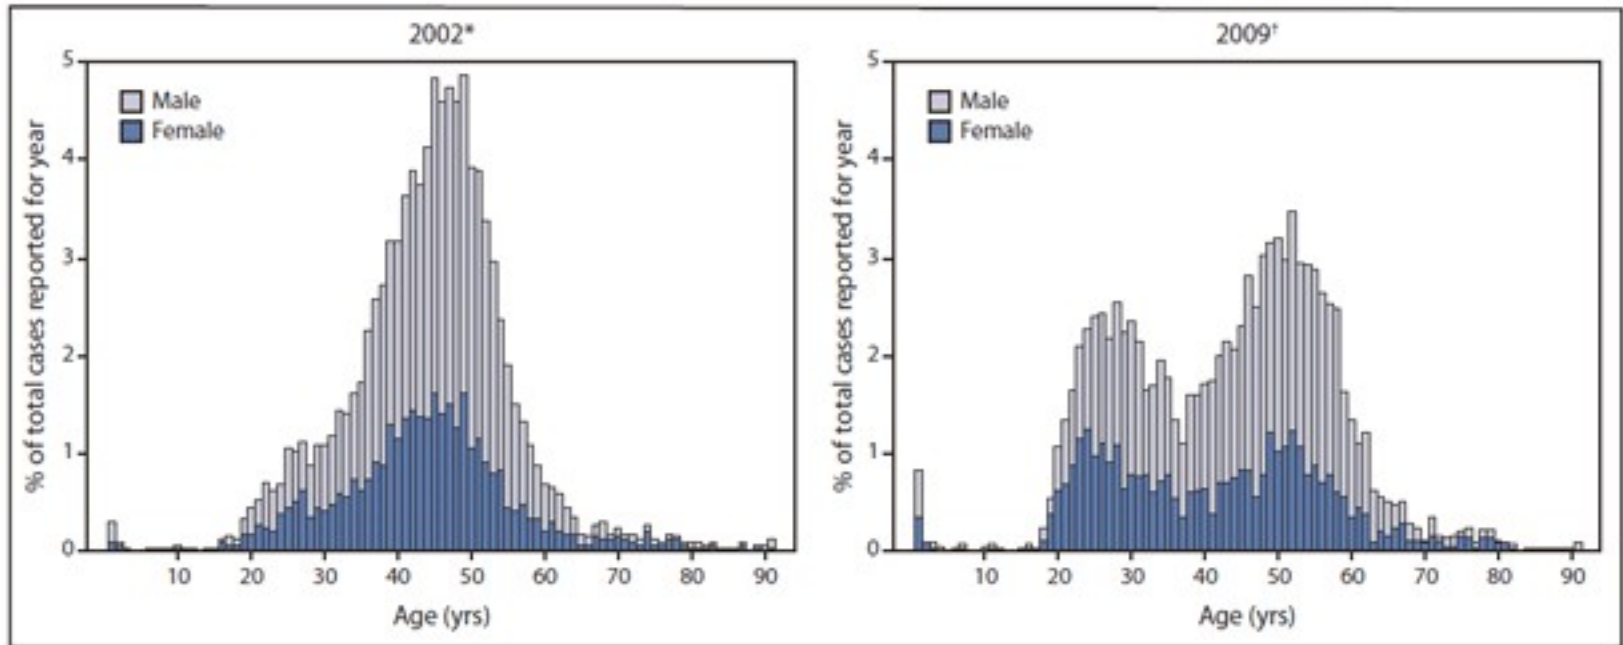 2002*
5
4
3
2
1
0
% of total cases reported for year
Male
Female
10 20 30 40 50 60 70 80 90
Age (yrs)
2009†
5
4
3
2
1
0
% of total cases reported for year
Male
Female
10 20 30 40 50 60 70 80 90
Age (yrs)